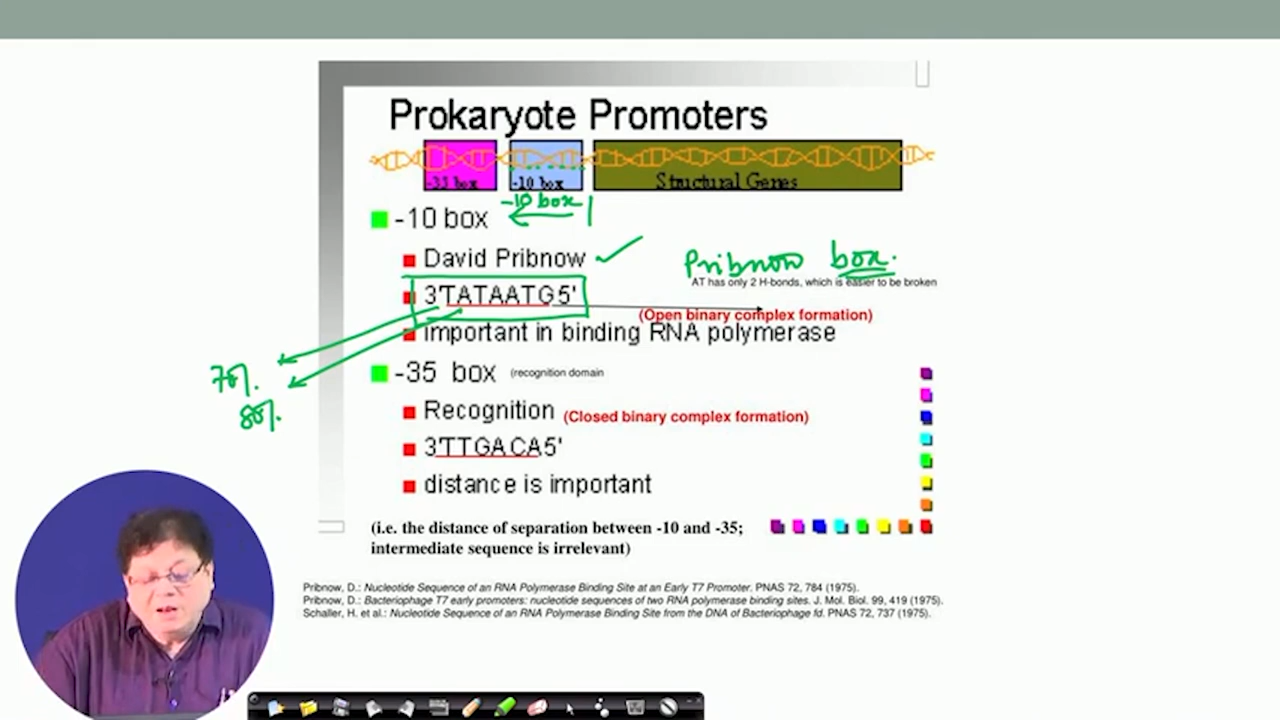 Prokaryote Promoters
-35 box
-10 box
Structural Genes
-10 box
-10 box
David Pribnow
Pribnow box.
AT has only 2 H-bonds, which is easier to be broken
3'TATAATG5'
(Open binary complex formation)
important in binding RNA polymerase
70%.
80%.
-35 box
(recognition domain
Recognition
(Closed binary complex formation)
3'TTGACA5'
distance is important
(i.e. the distance of separation between -10 and -35;
intermediate sequence is irrelevant)
Pribnow, D.: Nucleotide Sequence of an RNA Polymerase Binding Site at an Early T7 Promoter. PNAS 72, 784 (1975).
Pribnow, D.: Bacteriophage T7 early promoters: nucleotide sequences of two RNA polymerase binding sites. J. Mol. Biol. 99, 419 (1975).
Schaller, H. et al.: Nucleotide Sequence of an RNA Polymerase Binding Site from the DNA of Bacteriophage fd. PNAS 72, 737 (1975).